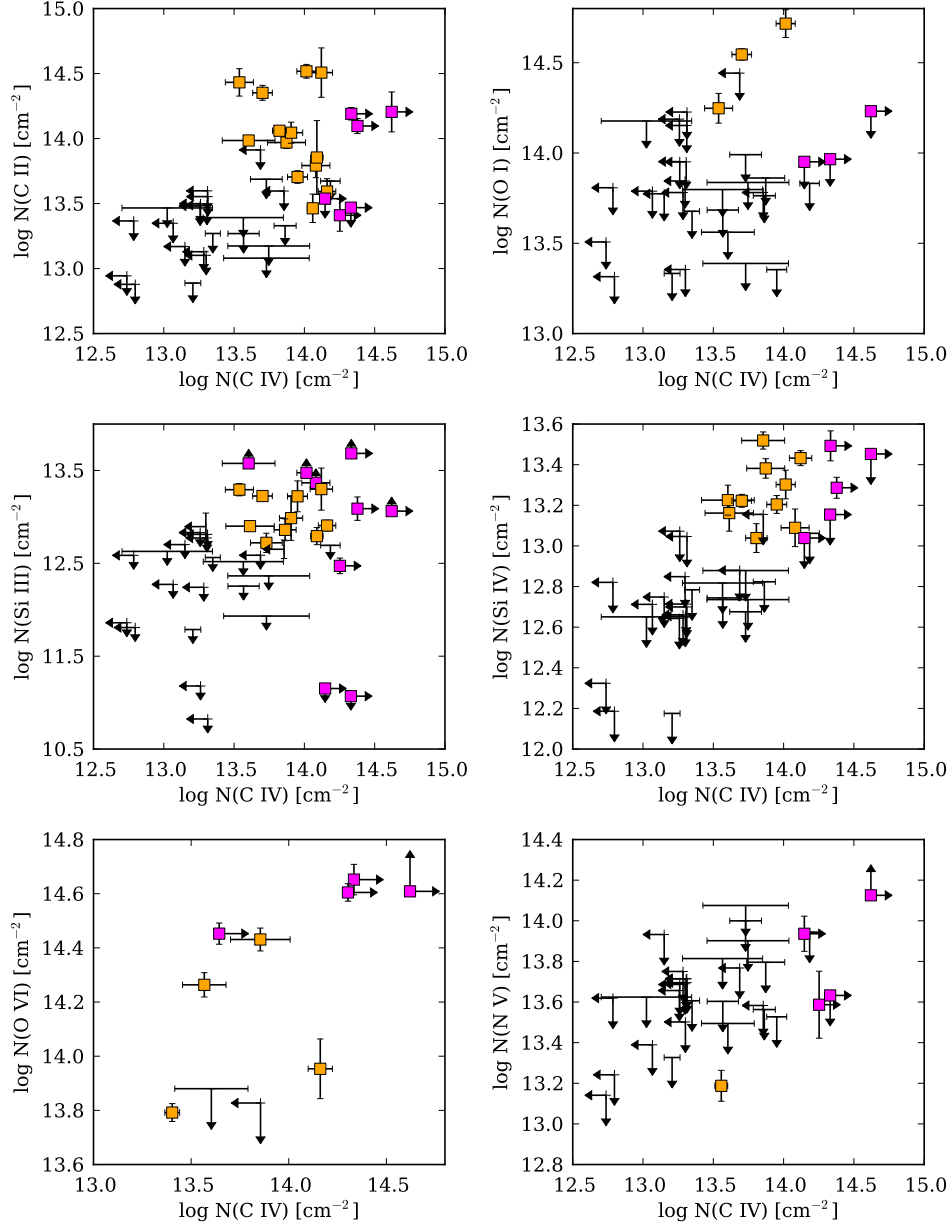 15.0
14.5
14.0
13.5
13.0
12.5
log N(C II) [cm⁻²]
12.5 13.0 13.5 14.0 14.5 15.0
log N(C IV) [cm⁻²]
14.5
14.0
13.5
13.0
log N(O I) [cm⁻²]
12.5 13.0 13.5 14.0 14.5 15.0
log N(C IV) [cm⁻²]
13.5
12.5
11.5
10.5
log N(Si III) [cm⁻²]
12.5 13.0 13.5 14.0 14.5 15.0
log N(C IV) [cm⁻²]
13.6
13.4
13.2
13.0
12.8
12.6
12.4
12.2
12.0
log N(Si IV) [cm⁻²]
12.5 13.0 13.5 14.0 14.5 15.0
log N(C IV) [cm⁻²]
14.8
14.6
14.4
14.2
14.0
13.8
13.6
log N(O VI) [cm⁻²]
13.0 13.5 14.0 14.5
log N(C IV) [cm⁻²]
14.4
14.2
14.0
13.8
13.6
13.4
13.2
13.0
12.8
log N(N V) [cm⁻²]
12.5 13.0 13.5 14.0 14.5 15.0
log N(C IV) [cm⁻²]